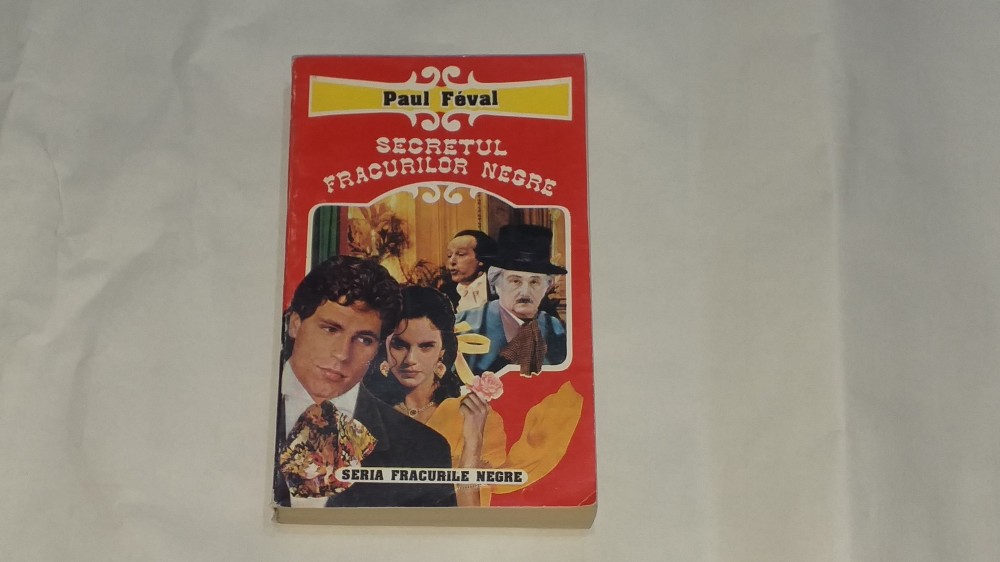 Paul Féval
SECRETUL
FRACURILOR NEGRE
SERIA FRACURILE NEGRE